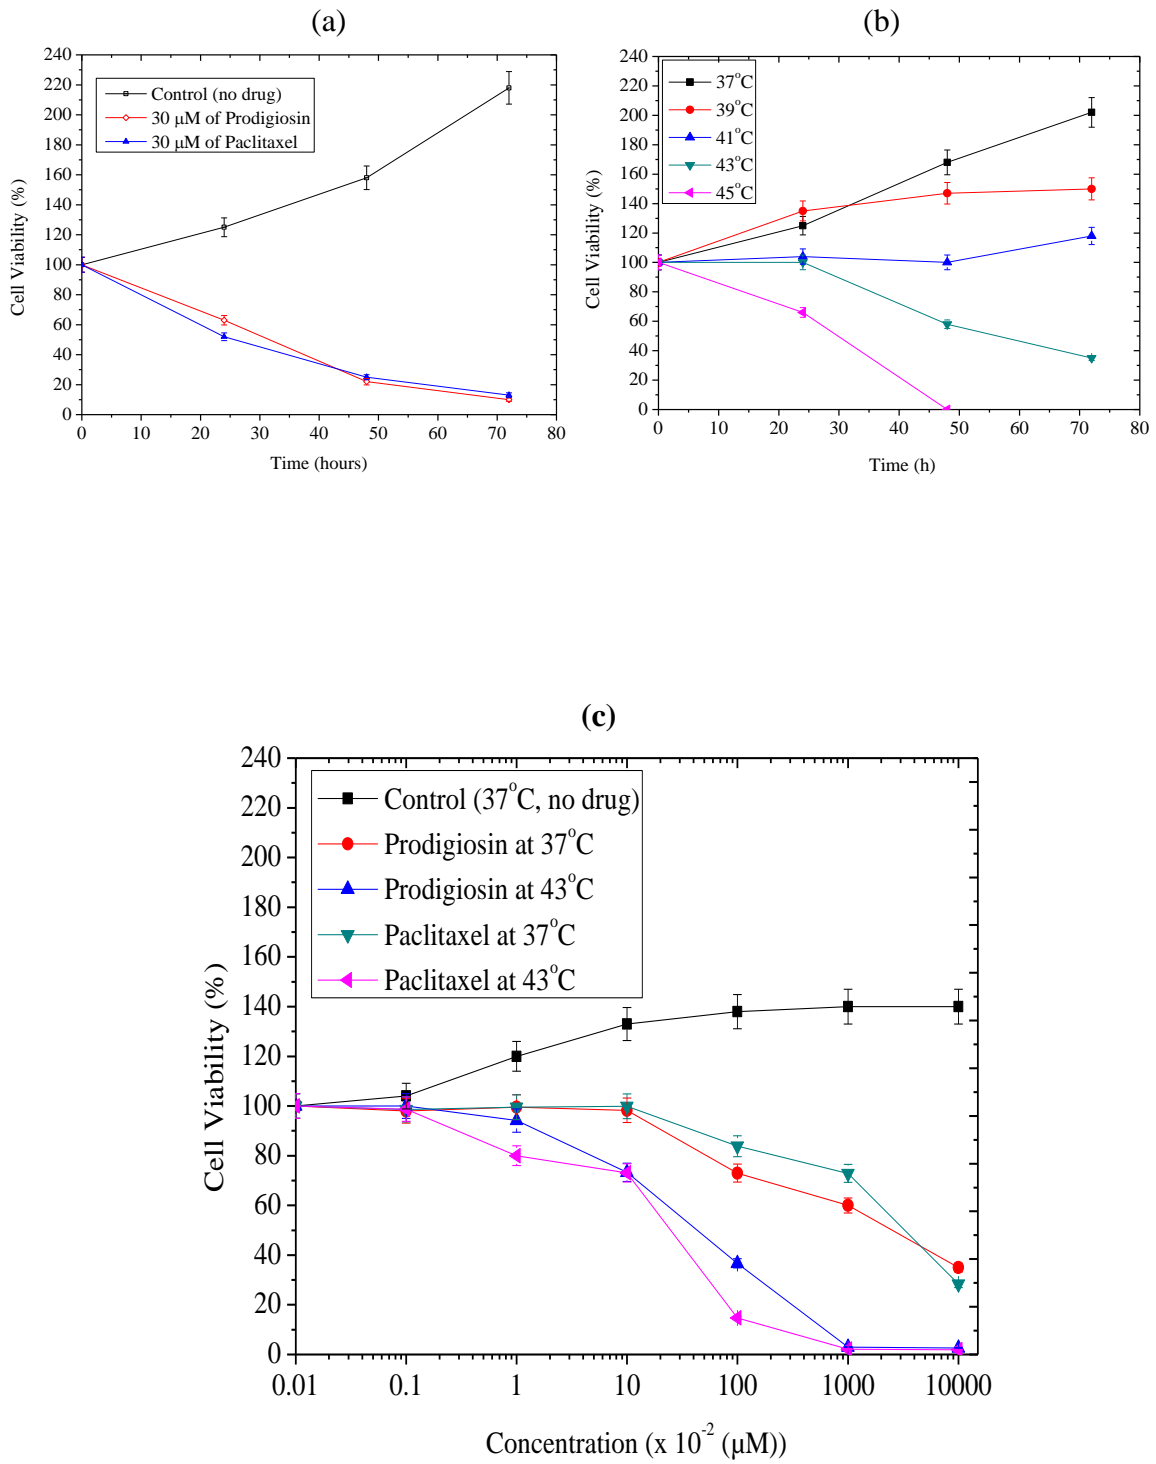 (a)
240
220
200
180
160
140
120
100
80
60
40
20
0
Cell Viability (%)
Control (no drug)
30 μM of Prodigiosin
30 μM of Paclitaxel
0 10 20 30 40 50 60 70 80
Time (hours)
(b)
240
220
200
180
160
140
120
100
80
60
40
20
0
Cell Viability (%)
37°C
39°C
41°C
43°C
45°C
0 10 20 30 40 50 60 70 80
Time (h)
(c)
240
220
200
180
160
140
120
100
80
60
40
20
0
Cell Viability (%)
Control (37°C, no drug)
Prodigiosin at 37°C
Prodigiosin at 43°C
Paclitaxel at 37°C
Paclitaxel at 43°C
0.01 0.1 1 10 100 1000 10000
Concentration (x 10⁻² (μM))